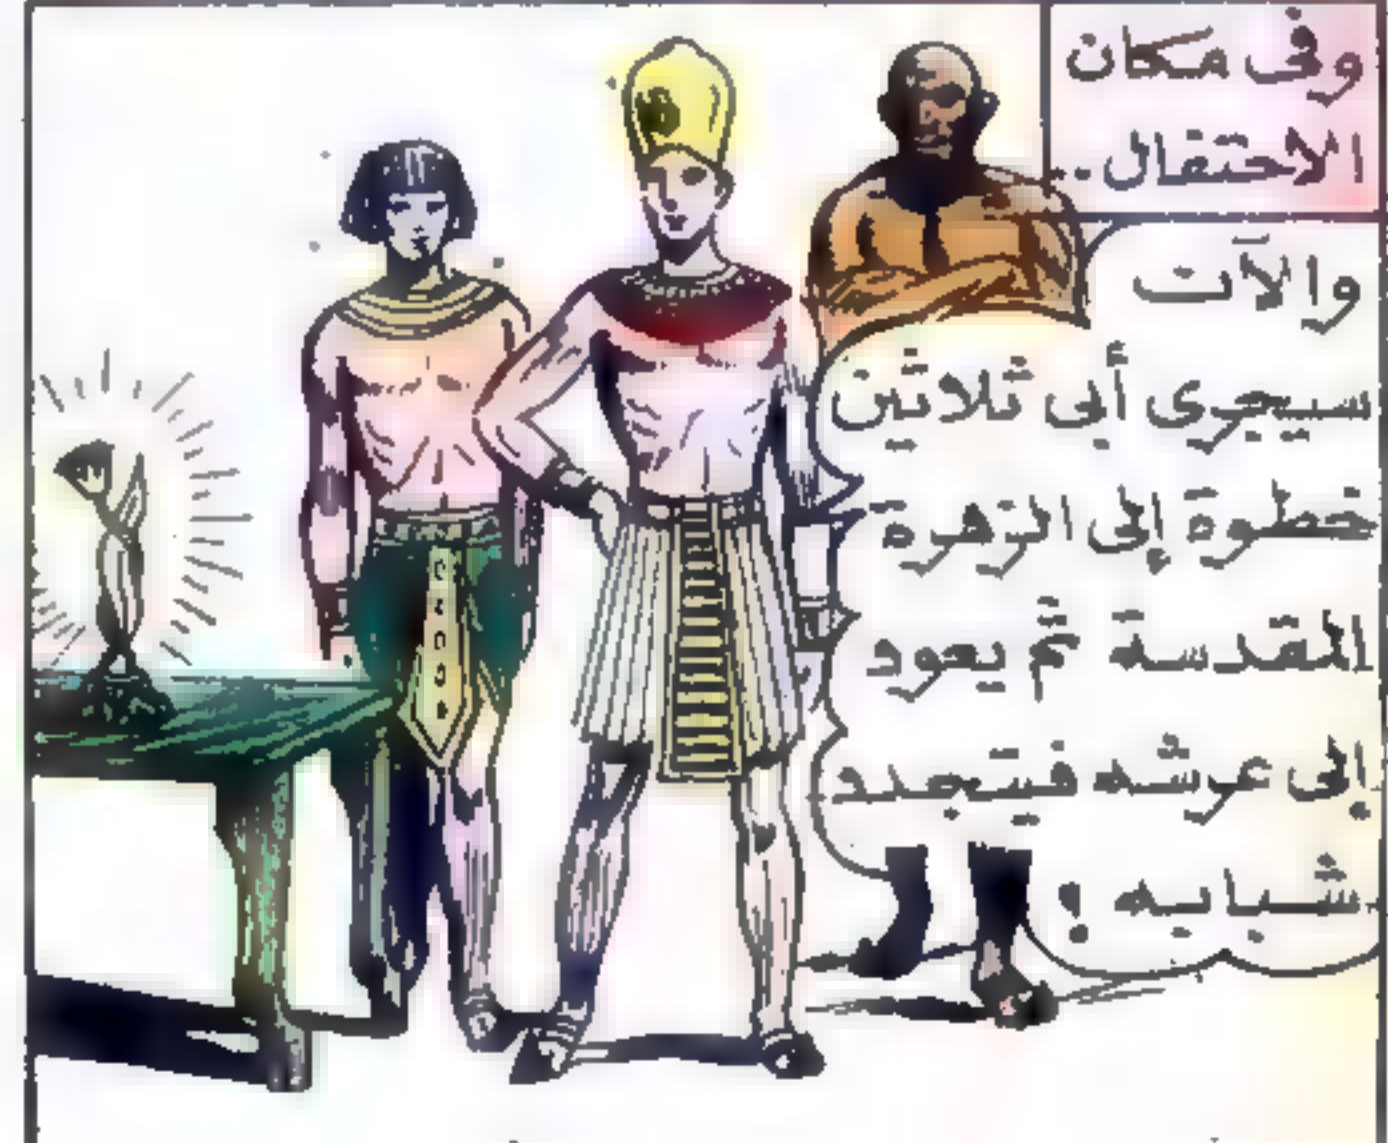 وفى مكان
الاحتفال..
والآن
سيجرى أبى ثلاثين
خطوة إلى الزهرة
المقدسة ثم يعود
إلى عرشه فيتجدد
شبابه !